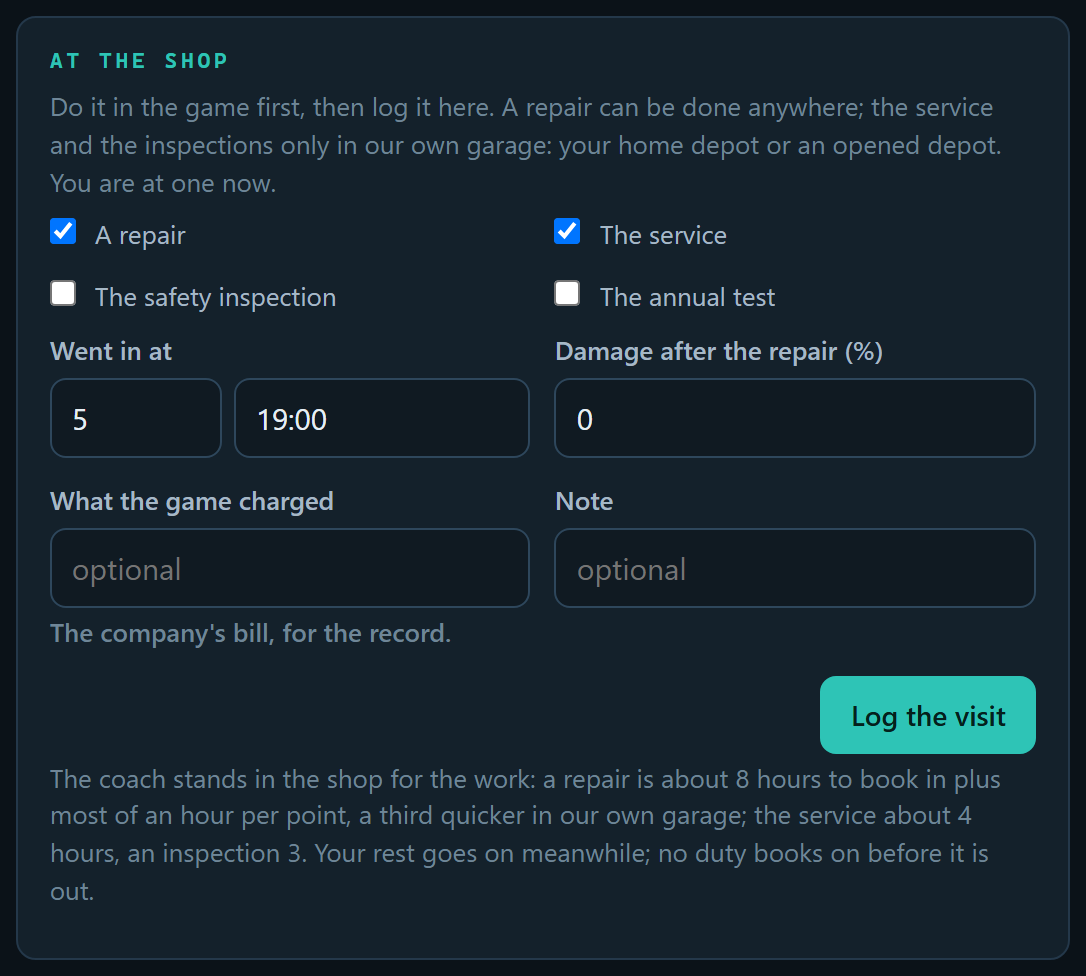 AT THE SHOP
Do it in the game first, then log it here. A repair can be done anywhere; the service
and the inspections only in our own garage: your home depot or an opened depot.
You are at one now.
A repair
The service
The safety inspection
The annual test
Went in at
Damage after the repair (%)
5
19:00
0
What the game charged
Note
optional
optional
The company's bill, for the record.
Log the visit
The coach stands in the shop for the work: a repair is about 8 hours to book in plus
most of an hour per point, a third quicker in our own garage; the service about 4
hours, an inspection 3. Your rest goes on meanwhile; no duty books on before it is
out.